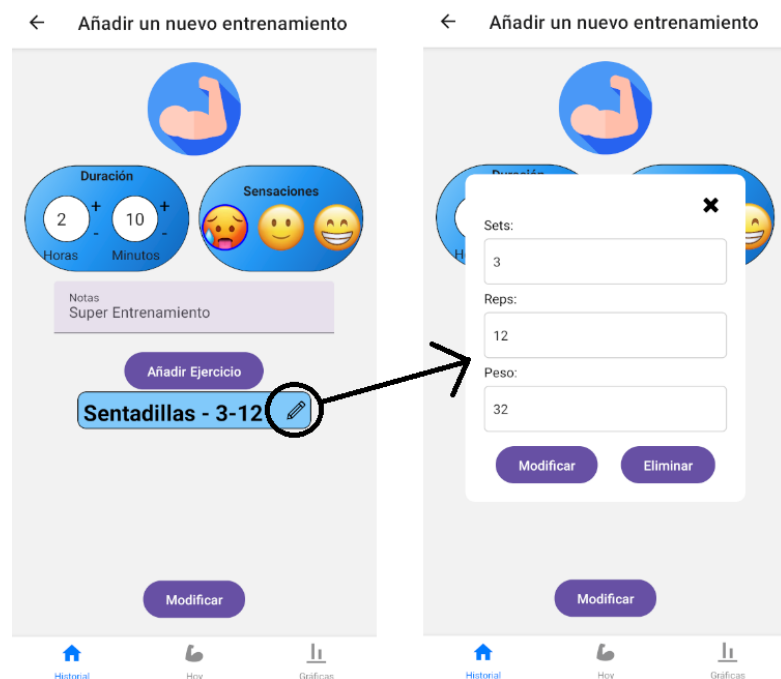 Añadir un nuevo entrenamiento
Duración
2 + - 10 + -
Horas Minutos
Sensaciones
Notas
Super Entrenamiento
Añadir Ejercicio
Sentadillas - 3-12
Modificar
Historial Hoy Gráficas
Añadir un nuevo entrenamiento
Duración
H
Sets:
3
Reps:
12
Peso:
32
Modificar Eliminar
Modificar
Historial Hoy Gráficas